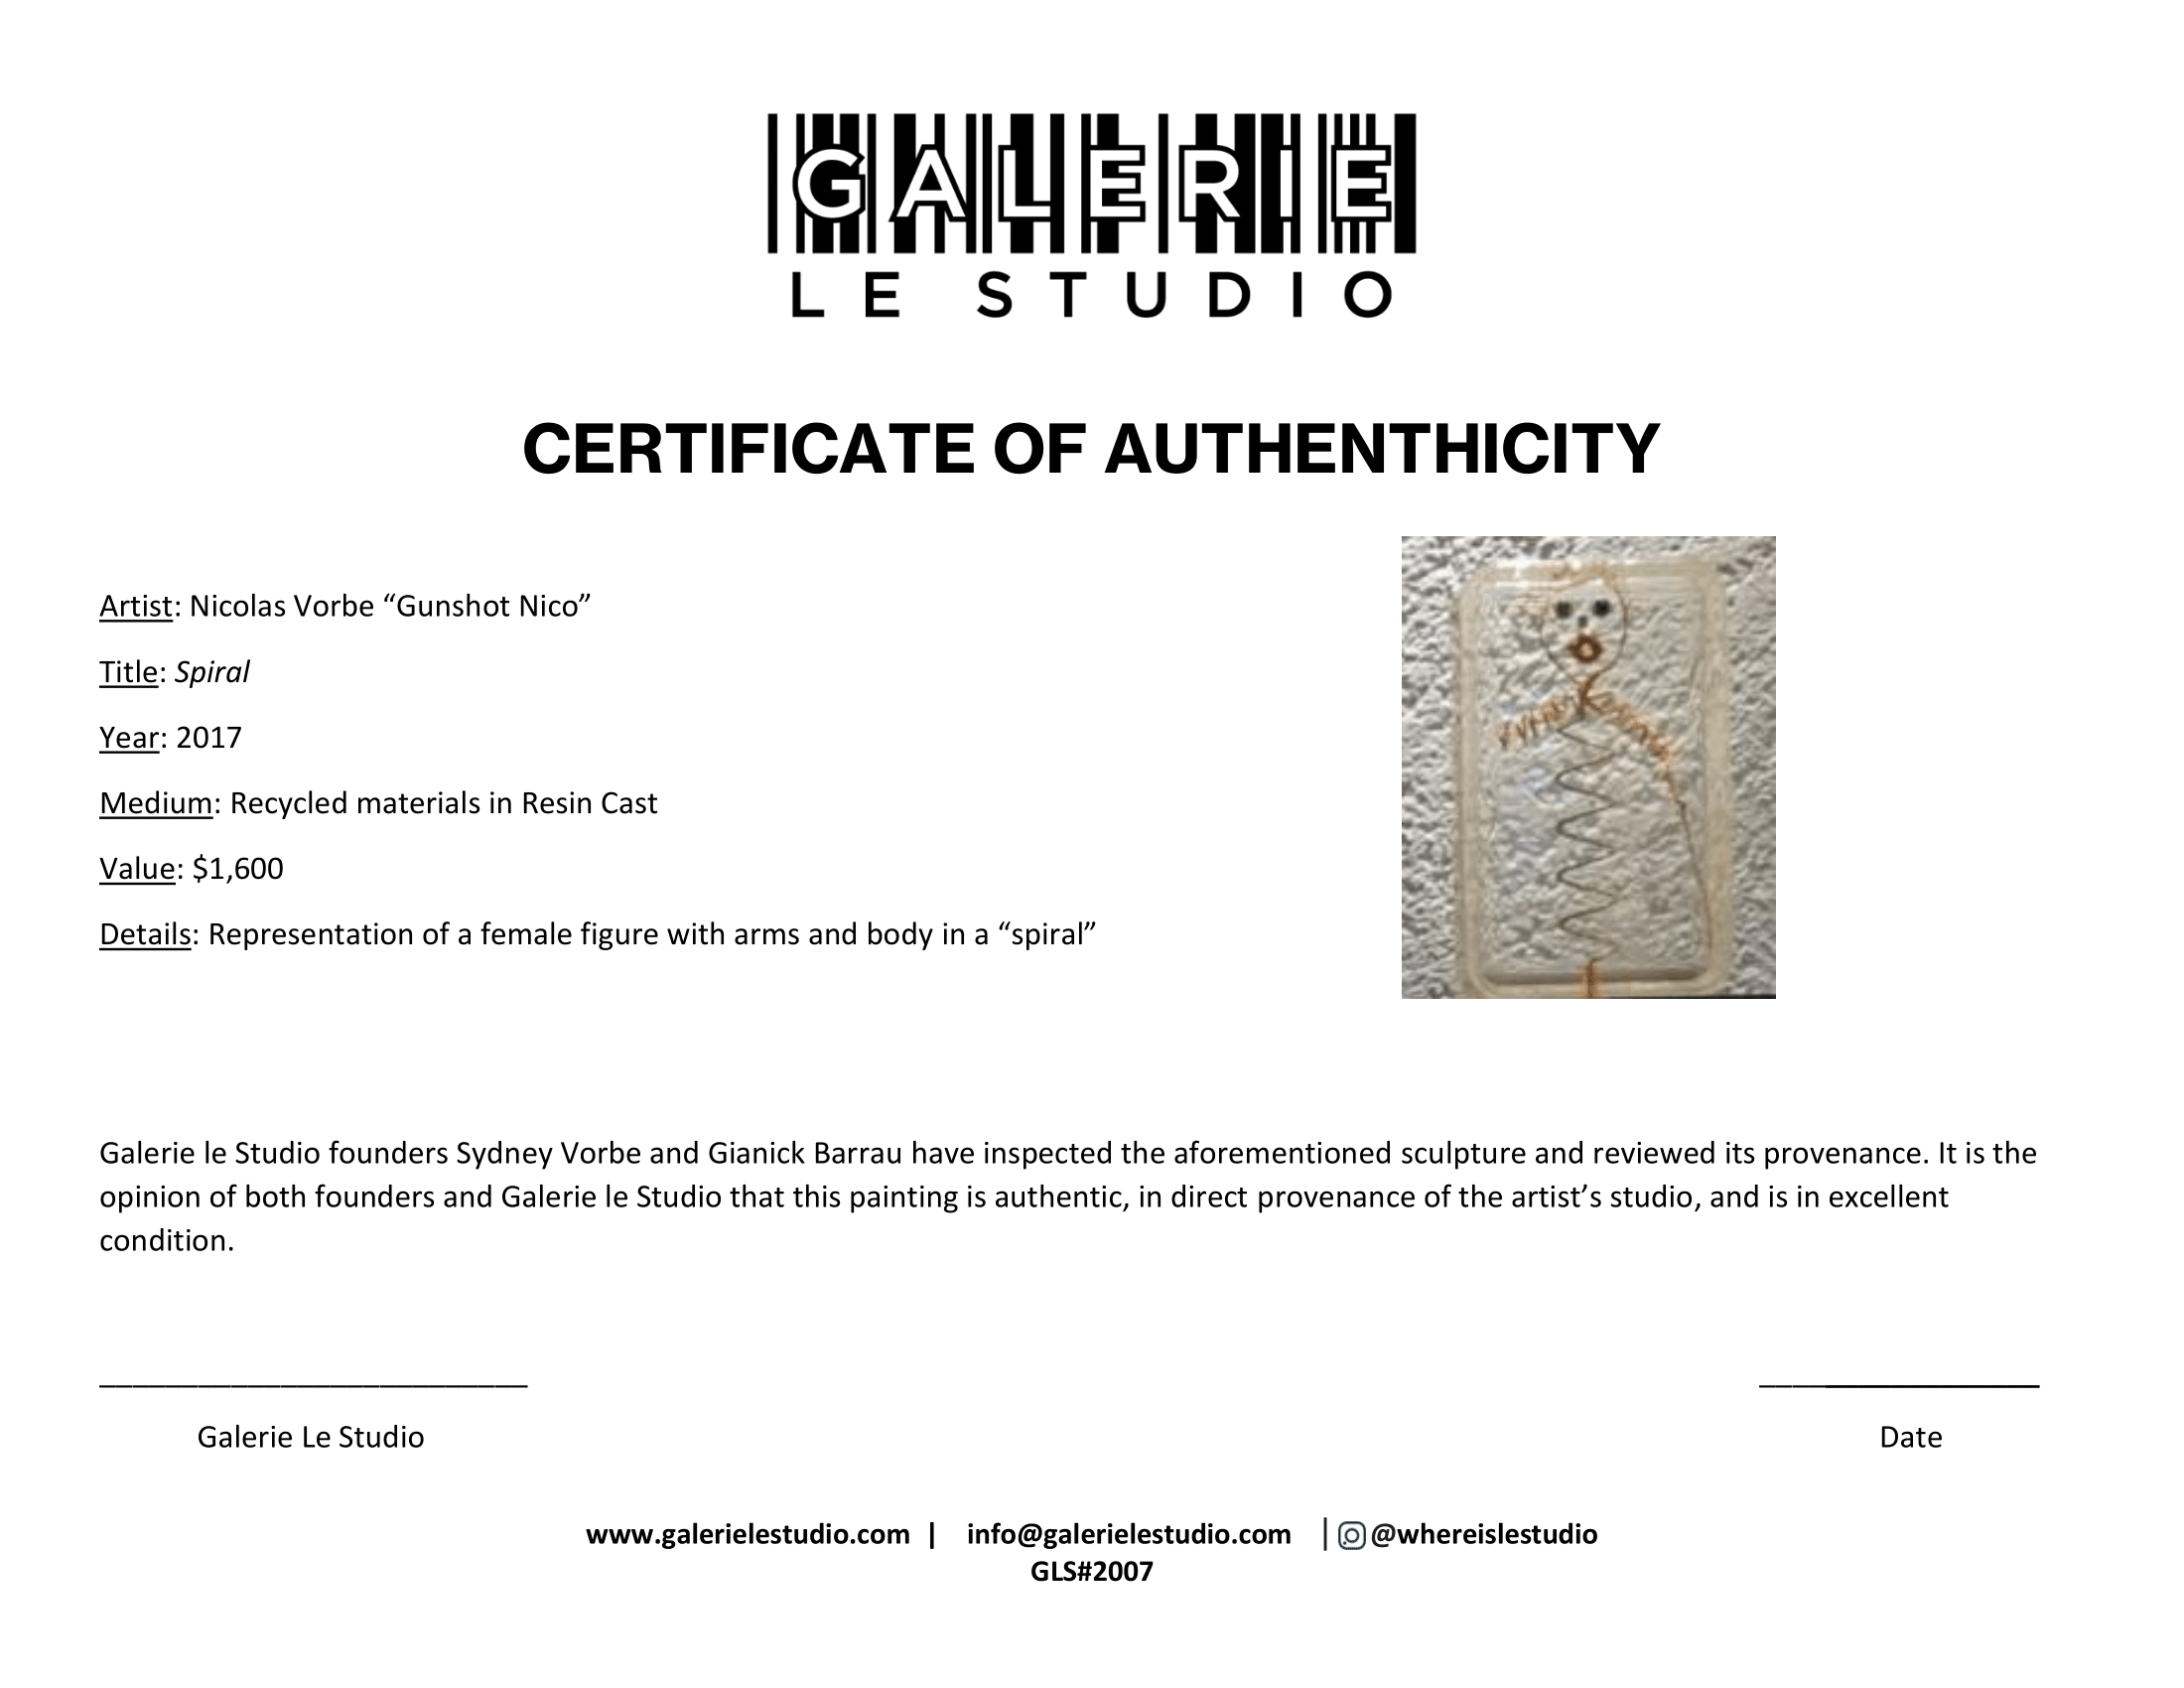 GALERIE
LE STUDIO
CERTIFICATE OF AUTHENTHICITY
Artist: Nicolas Vorbe “Gunshot Nico”
Title: Spiral
Year: 2017
Medium: Recycled materials in Resin Cast
Value: $1,600
Details: Representation of a female figure with arms and body in a “spiral”
Galerie le Studio founders Sydney Vorbe and Gianick Barrau have inspected the aforementioned sculpture and reviewed its provenance. It is the
opinion of both founders and Galerie le Studio that this painting is authentic, in direct provenance of the artist’s studio, and is in excellent
condition.
Galerie Le Studio
Date
www.galerielestudio.com | info@galerielestudio.com | @whereislestudio
GLS#2007